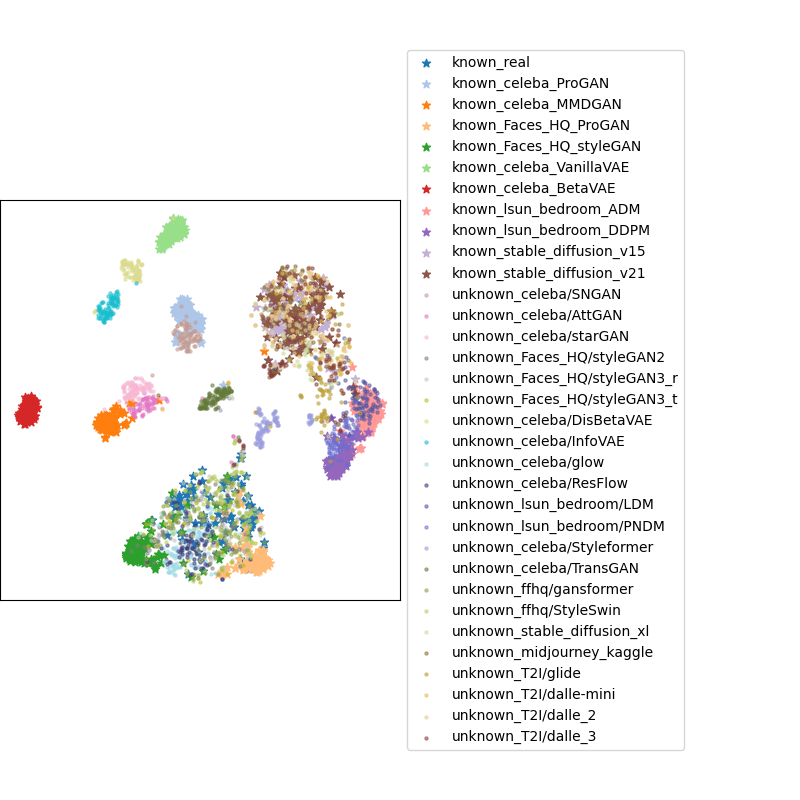 known_real
known_celeba_ProGAN
known_celeba_MMDGAN
known_Faces_HQ_ProGAN
known_Faces_HQ_styleGAN
known_celeba_VanillaVAE
known_celeba_BetaVAE
known_lsun_bedroom_ADM
known_lsun_bedroom_DDPM
known_stable_diffusion_v15
known_stable_diffusion_v21
unknown_celeba/SNGAN
unknown_celeba/AttGAN
unknown_celeba/starGAN
unknown_Faces_HQ/styleGAN2
unknown_Faces_HQ/styleGAN3_r
unknown_Faces_HQ/styleGAN3_t
unknown_celeba/DisBetaVAE
unknown_celeba/InfoVAE
unknown_celeba/glow
unknown_celeba/ResFlow
unknown_lsun_bedroom/LDM
unknown_lsun_bedroom/PNDM
unknown_celeba/Styleformer
unknown_celeba/TransGAN
unknown_ffhq/gansformer
unknown_ffhq/StyleSwin
unknown_stable_diffusion_xl
unknown_midjourney_kaggle
unknown_T2I/glide
unknown_T2I/dalle-mini
unknown_T2I/dalle_2
unknown_T2I/dalle_3